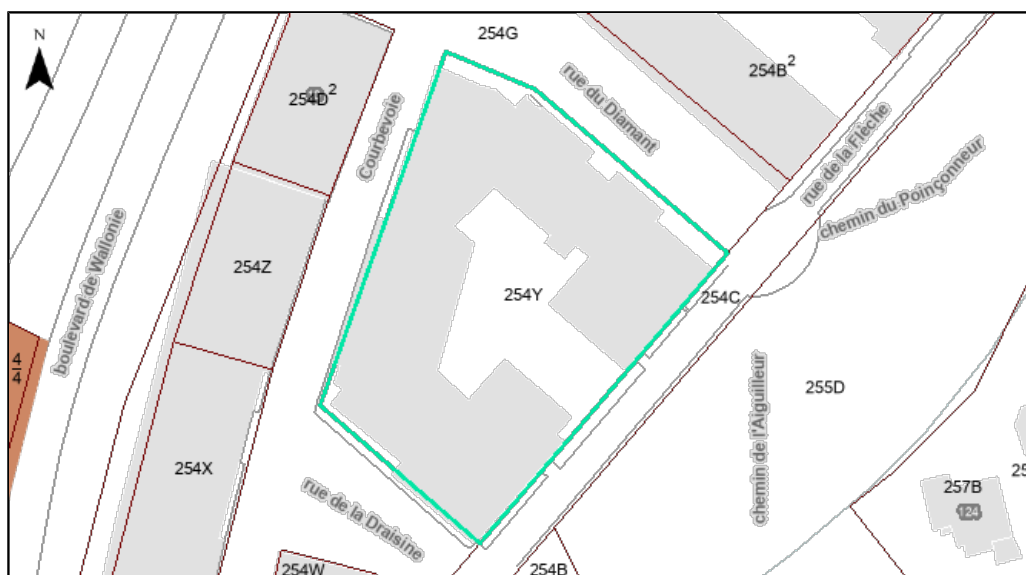 N
254G
254B²
254D²
rue du Diamant
Courbevoie
rue de la Flèche
chemin du Poinçonneur
boulevard de Wallonie
254Z
254Y
254C
4
4
chemin de l'Aiguilleur
255D
254X
rue de la Draisine
257B
124
254W
254B